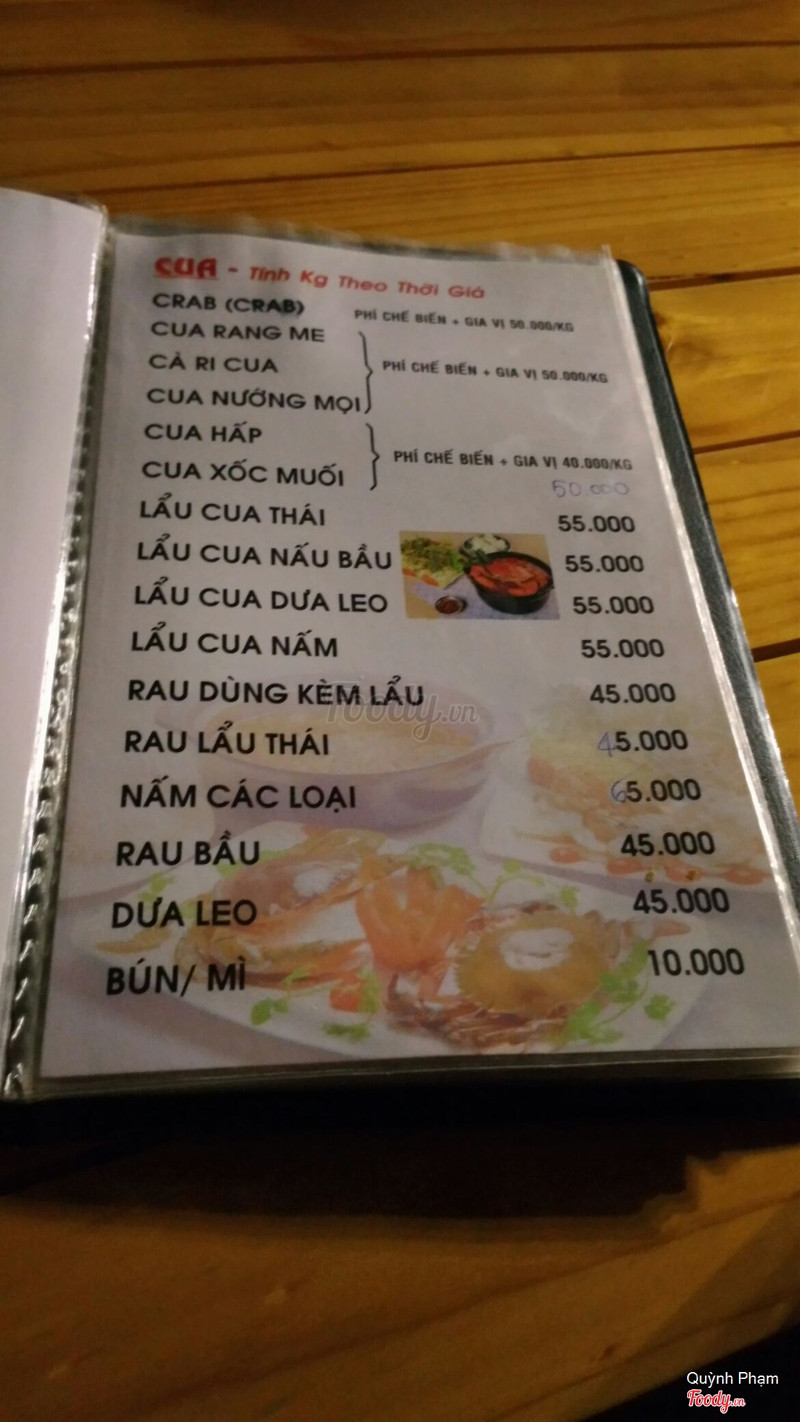 CUA - Tính Kg Theo Thời Giá
CRAB (CRAB) PHÍ CHẾ BIẾN + GIA VỊ 50.000/KG
CUA RANG ME
CÀ RI CUA PHÍ CHẾ BIẾN + GIA VỊ 50.000/KG
CUA NƯỚNG MỌI
CUA HẤP
PHÍ CHẾ BIẾN + GIA VỊ 40.000/KG
CUA XỐC MUỐI 50.000
LẨU CUA THÁI 55.000
LẨU CUA NẤU BẦU 55.000
LẨU CUA DƯA LEO 55.000
LẨU CUA NẤM 55.000
RAU DÙNG KÈM LẨU 45.000
Foody.vn
RAU LẨU THÁI 45.000
NẤM CÁC LOẠI 65.000
RAU BẦU 45.000
DƯA LEO 45.000
BÚN/ MÌ 10.000
Quỳnh Phạm
Foody.vn